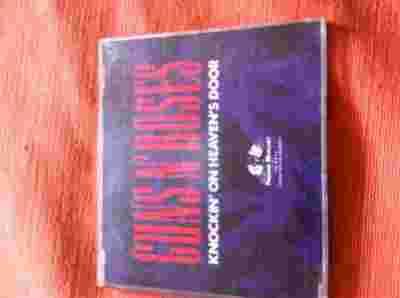 GUNS N' ROSES
KNOCKIN' ON HEAVEN'S DOOR